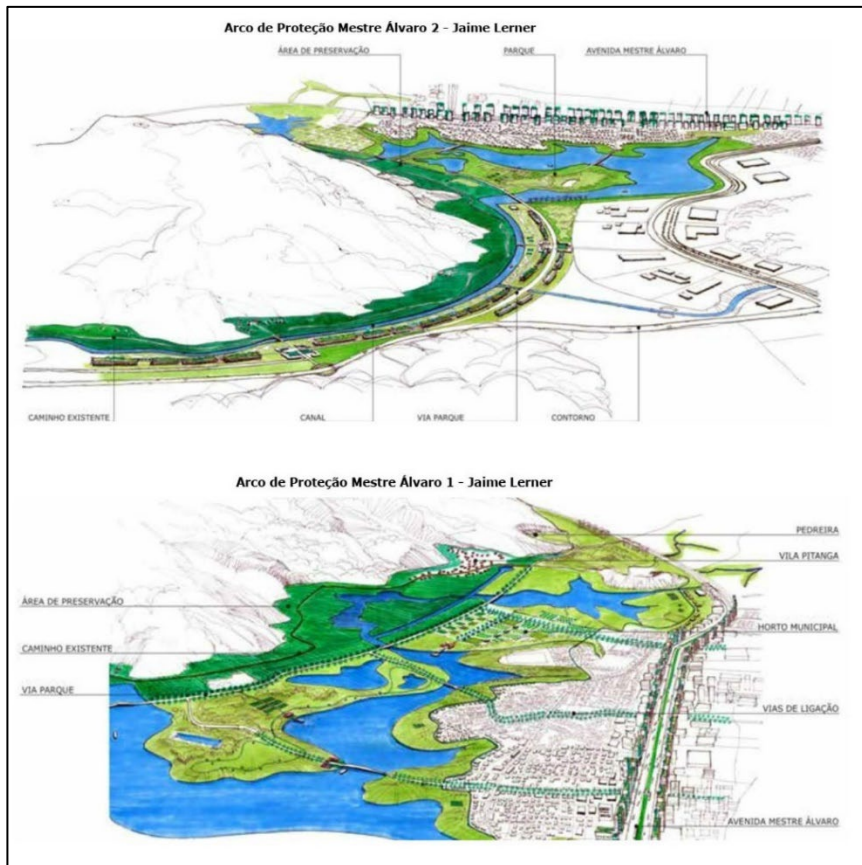 Arco de Proteção Mestre Álvaro 2 - Jaime Lerner
ÁREA DE PRESERVAÇÃO
PARQUE
AVENIDA MESTRE ÁLVARO
CAMINHO EXISTENTE
CANAL
VIA PARQUE
CONTORNO
Arco de Proteção Mestre Álvaro 1 - Jaime Lerner
PEDREIRA
VILA PITANGA
ÁREA DE PRESERVAÇÃO
HORTO MUNICIPAL
CAMINHO EXISTENTE
VIA PARQUE
VIAS DE LIGAÇÃO
AVENIDA MESTRE ÁLVARO